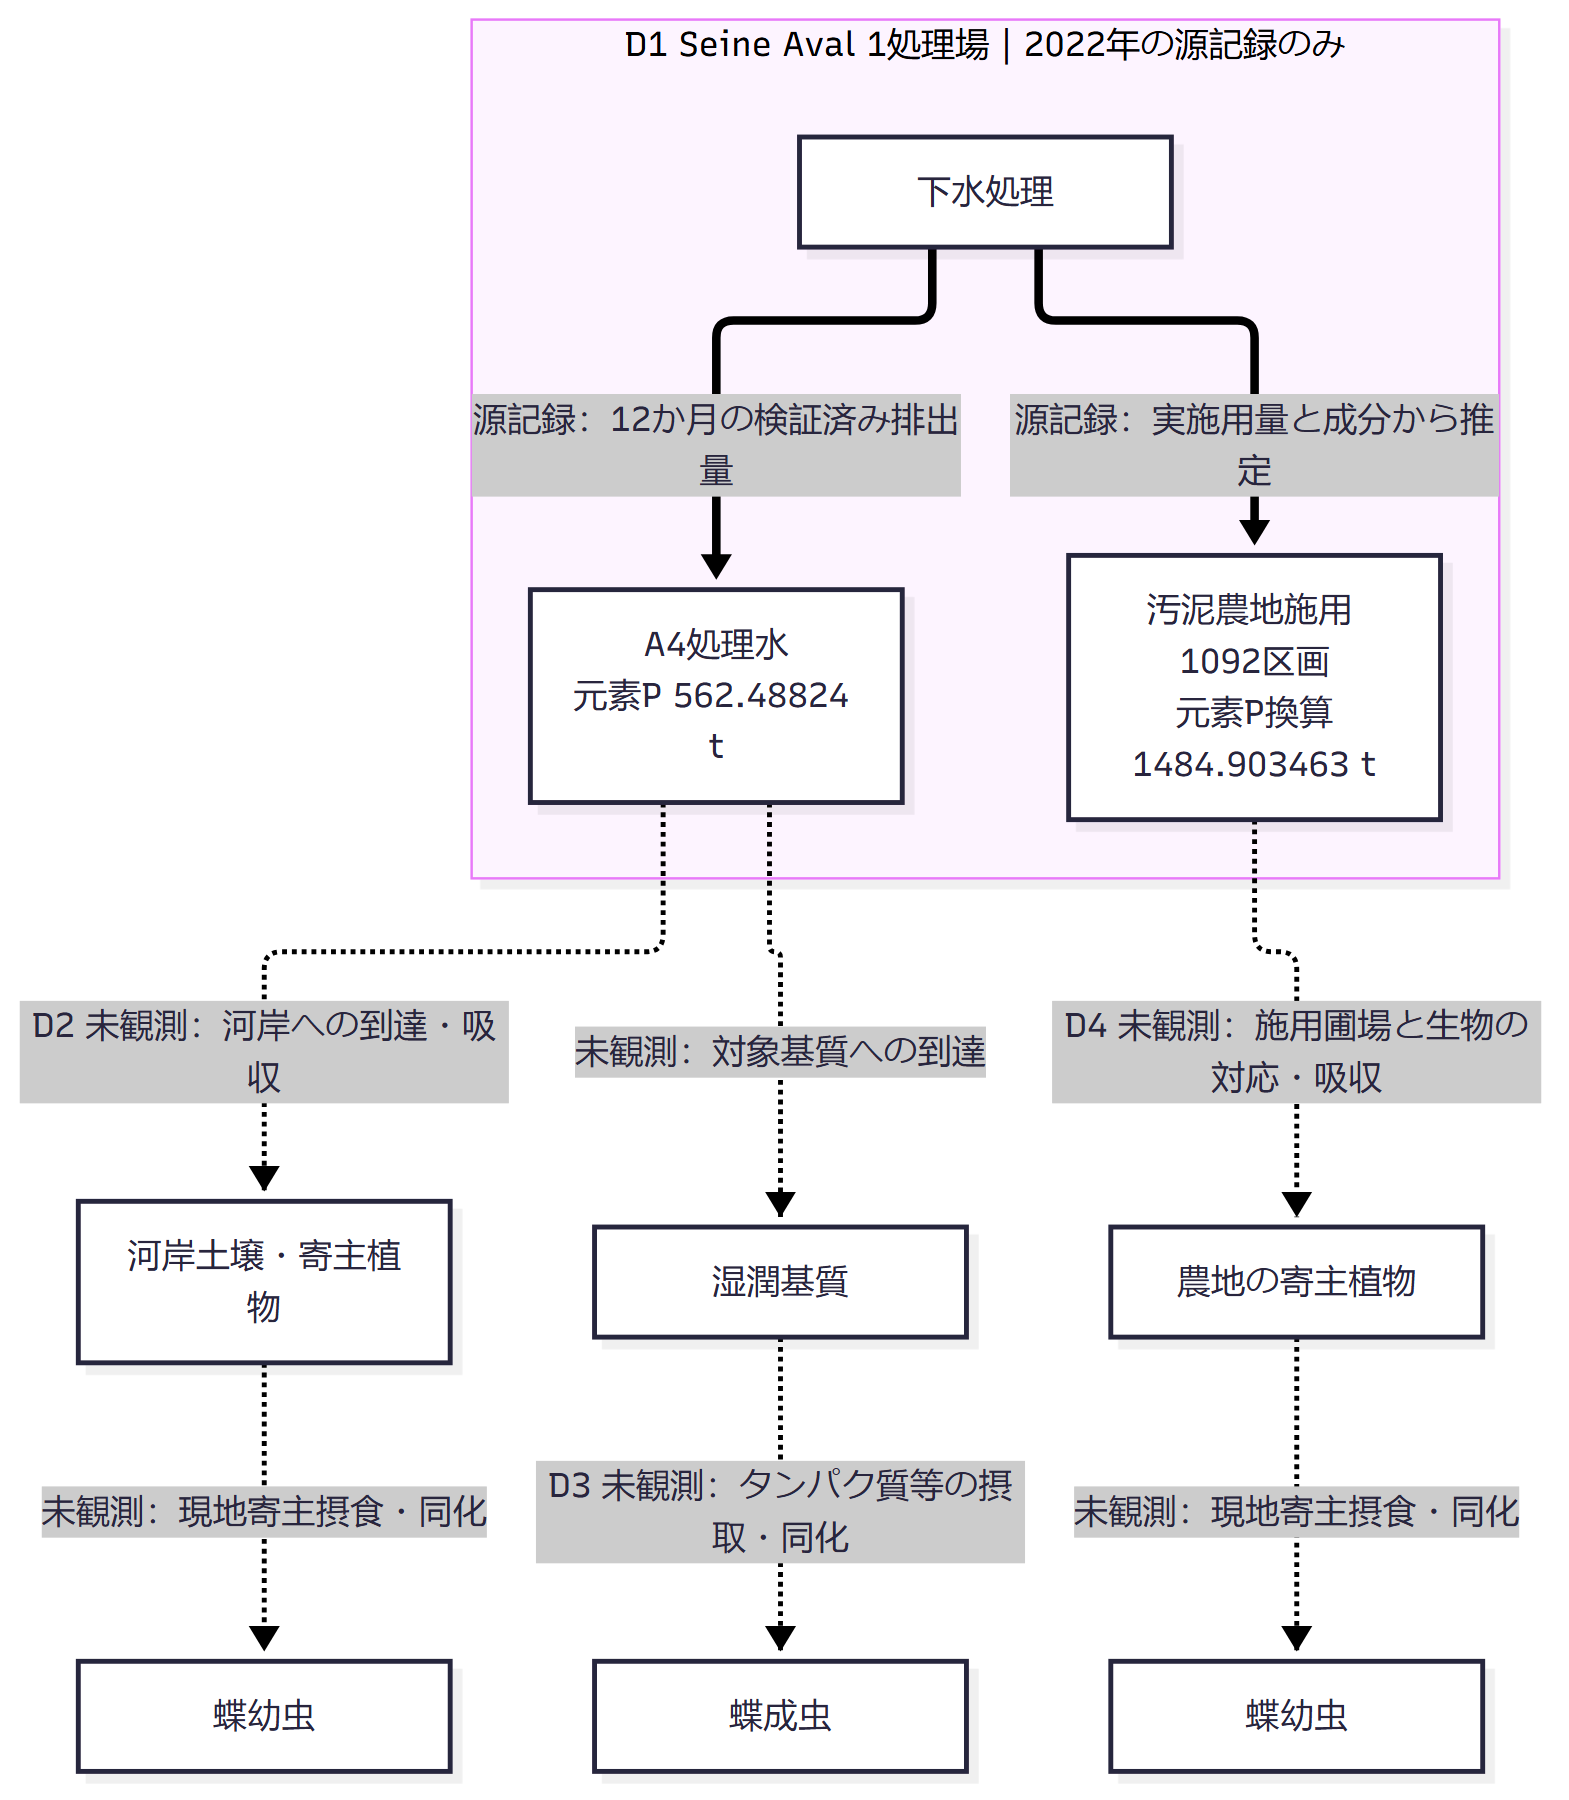 D1 Seine Aval 1処理場 | 2022年の源記録のみ
下水処理
源記録: 12か月の検証済み排出
量
源記録: 実施用量と成分から推
定
A4処理水
元素P 562.48824
t
汚泥農地施用
1092区画
元素P換算
1484.903463 t
D2 未観測: 河岸への到達・吸
収
未観測: 対象基質への到達
D4 未観測: 施用圃場と生物の
対応・吸収
河岸土壌・寄主植
物
湿潤基質
農地の寄主植物
未観測: 現地寄主摂食・同化
D3 未観測: タンパク質等の摂
取・同化
未観測: 現地寄主摂食・同化
蝶幼虫
蝶成虫
蝶幼虫